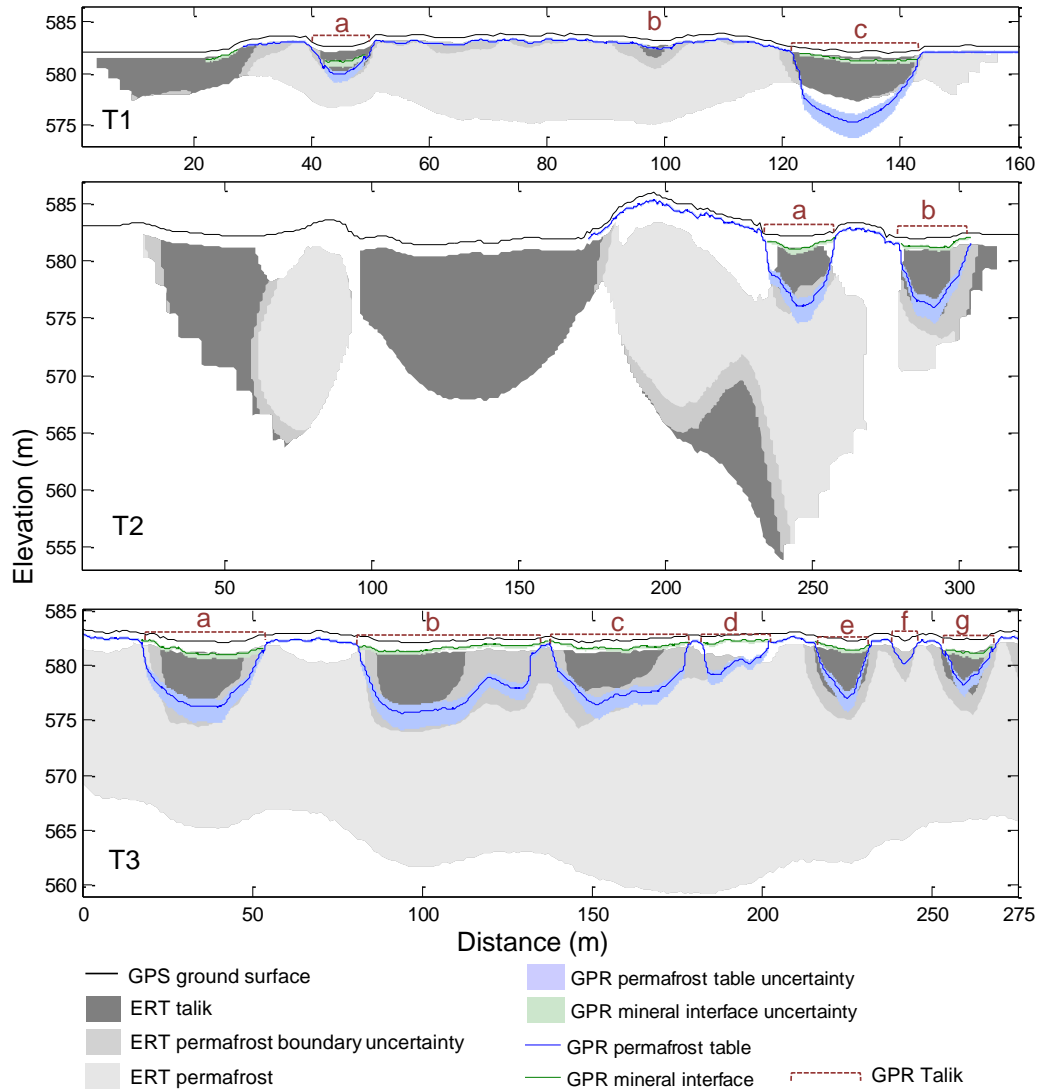 a b c
585
580
575
T1
20 40 60 80 100 120 140 160
a b
585
580
575
570
565
560
555
T2
50 100 150 200 250 300
Elevation (m)
a b c d e f g
585
580
575
570
565
560
T3
0 50 100 150 200 250 275
Distance (m)
GPS ground surface
ERT talik
ERT permafrost boundary uncertainty
ERT permafrost
GPR permafrost table uncertainty
GPR mineral interface uncertainty
GPR permafrost table
GPR mineral interface
GPR Talik